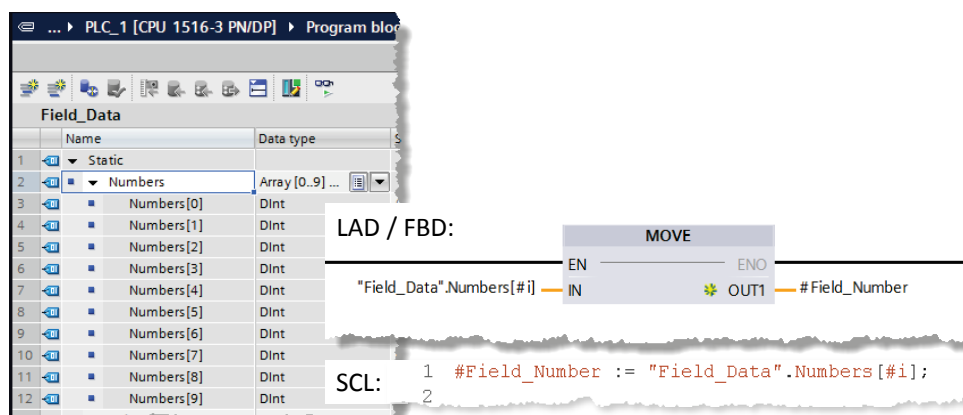 ... ▸ PLC_1 [CPU 1516-3 PN/DP] ▸ Program bloc
Field_Data
Name Data type S
1 Static
2 Numbers Array [0..9] ...
3 Numbers[0] DInt
4 Numbers[1] DInt
5 Numbers[2] DInt
6 Numbers[3] DInt
7 Numbers[4] DInt
8 Numbers[5] DInt
9 Numbers[6] DInt
10 Numbers[7] DInt
11 Numbers[8] DInt
12 Numbers[9] DInt
LAD / FBD:
MOVE
EN ENO
"Field_Data".Numbers[#i] IN OUT1 #Field_Number
SCL:
1 #Field_Number := "Field_Data".Numbers[#i];
2